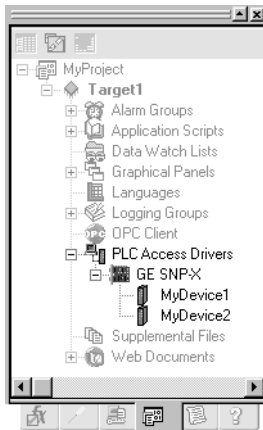 MyProject
Target1
Alarm Groups
Application Scripts
Data Watch Lists
Graphical Panels
Languages
Logging Groups
OPC OPC Client
PLC Access Drivers
GE SNP-X
MyDevice1
MyDevice2
Supplemental Files
Web Documents